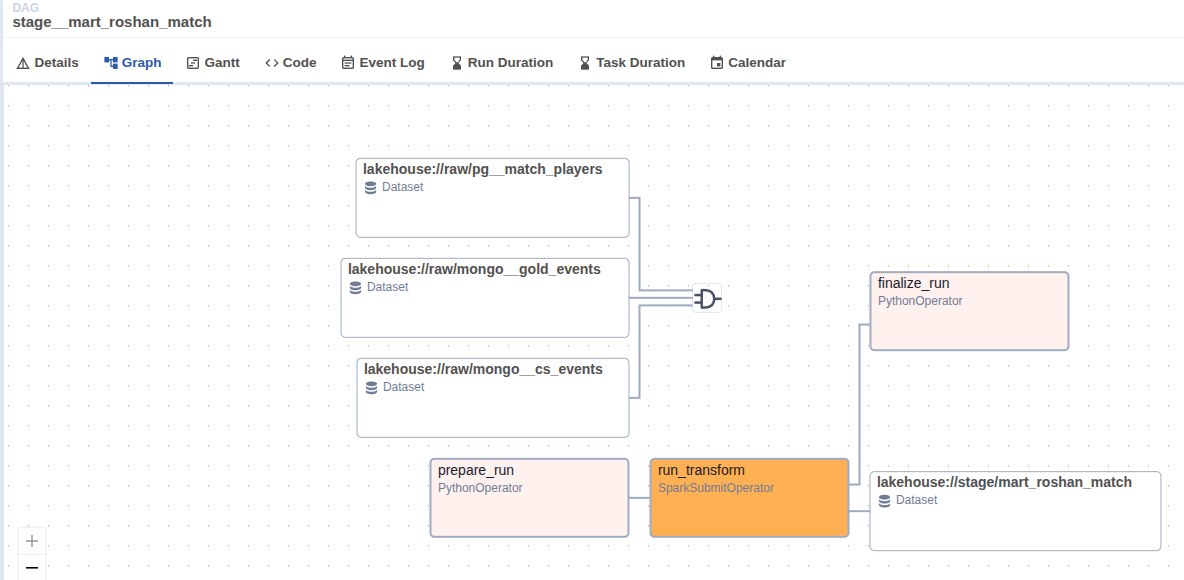 DAG
stage__mart_roshan_match
Details
Graph
Gantt
Code
Event Log
Run Duration
Task Duration
Calendar
lakehouse://raw/pg__match_players
Dataset
lakehouse://raw/mongo__gold_events
Dataset
lakehouse://raw/mongo__cs_events
Dataset
finalize_run
PythonOperator
prepare_run
PythonOperator
run_transform
SparkSubmitOperator
lakehouse://stage/mart_roshan_match
Dataset